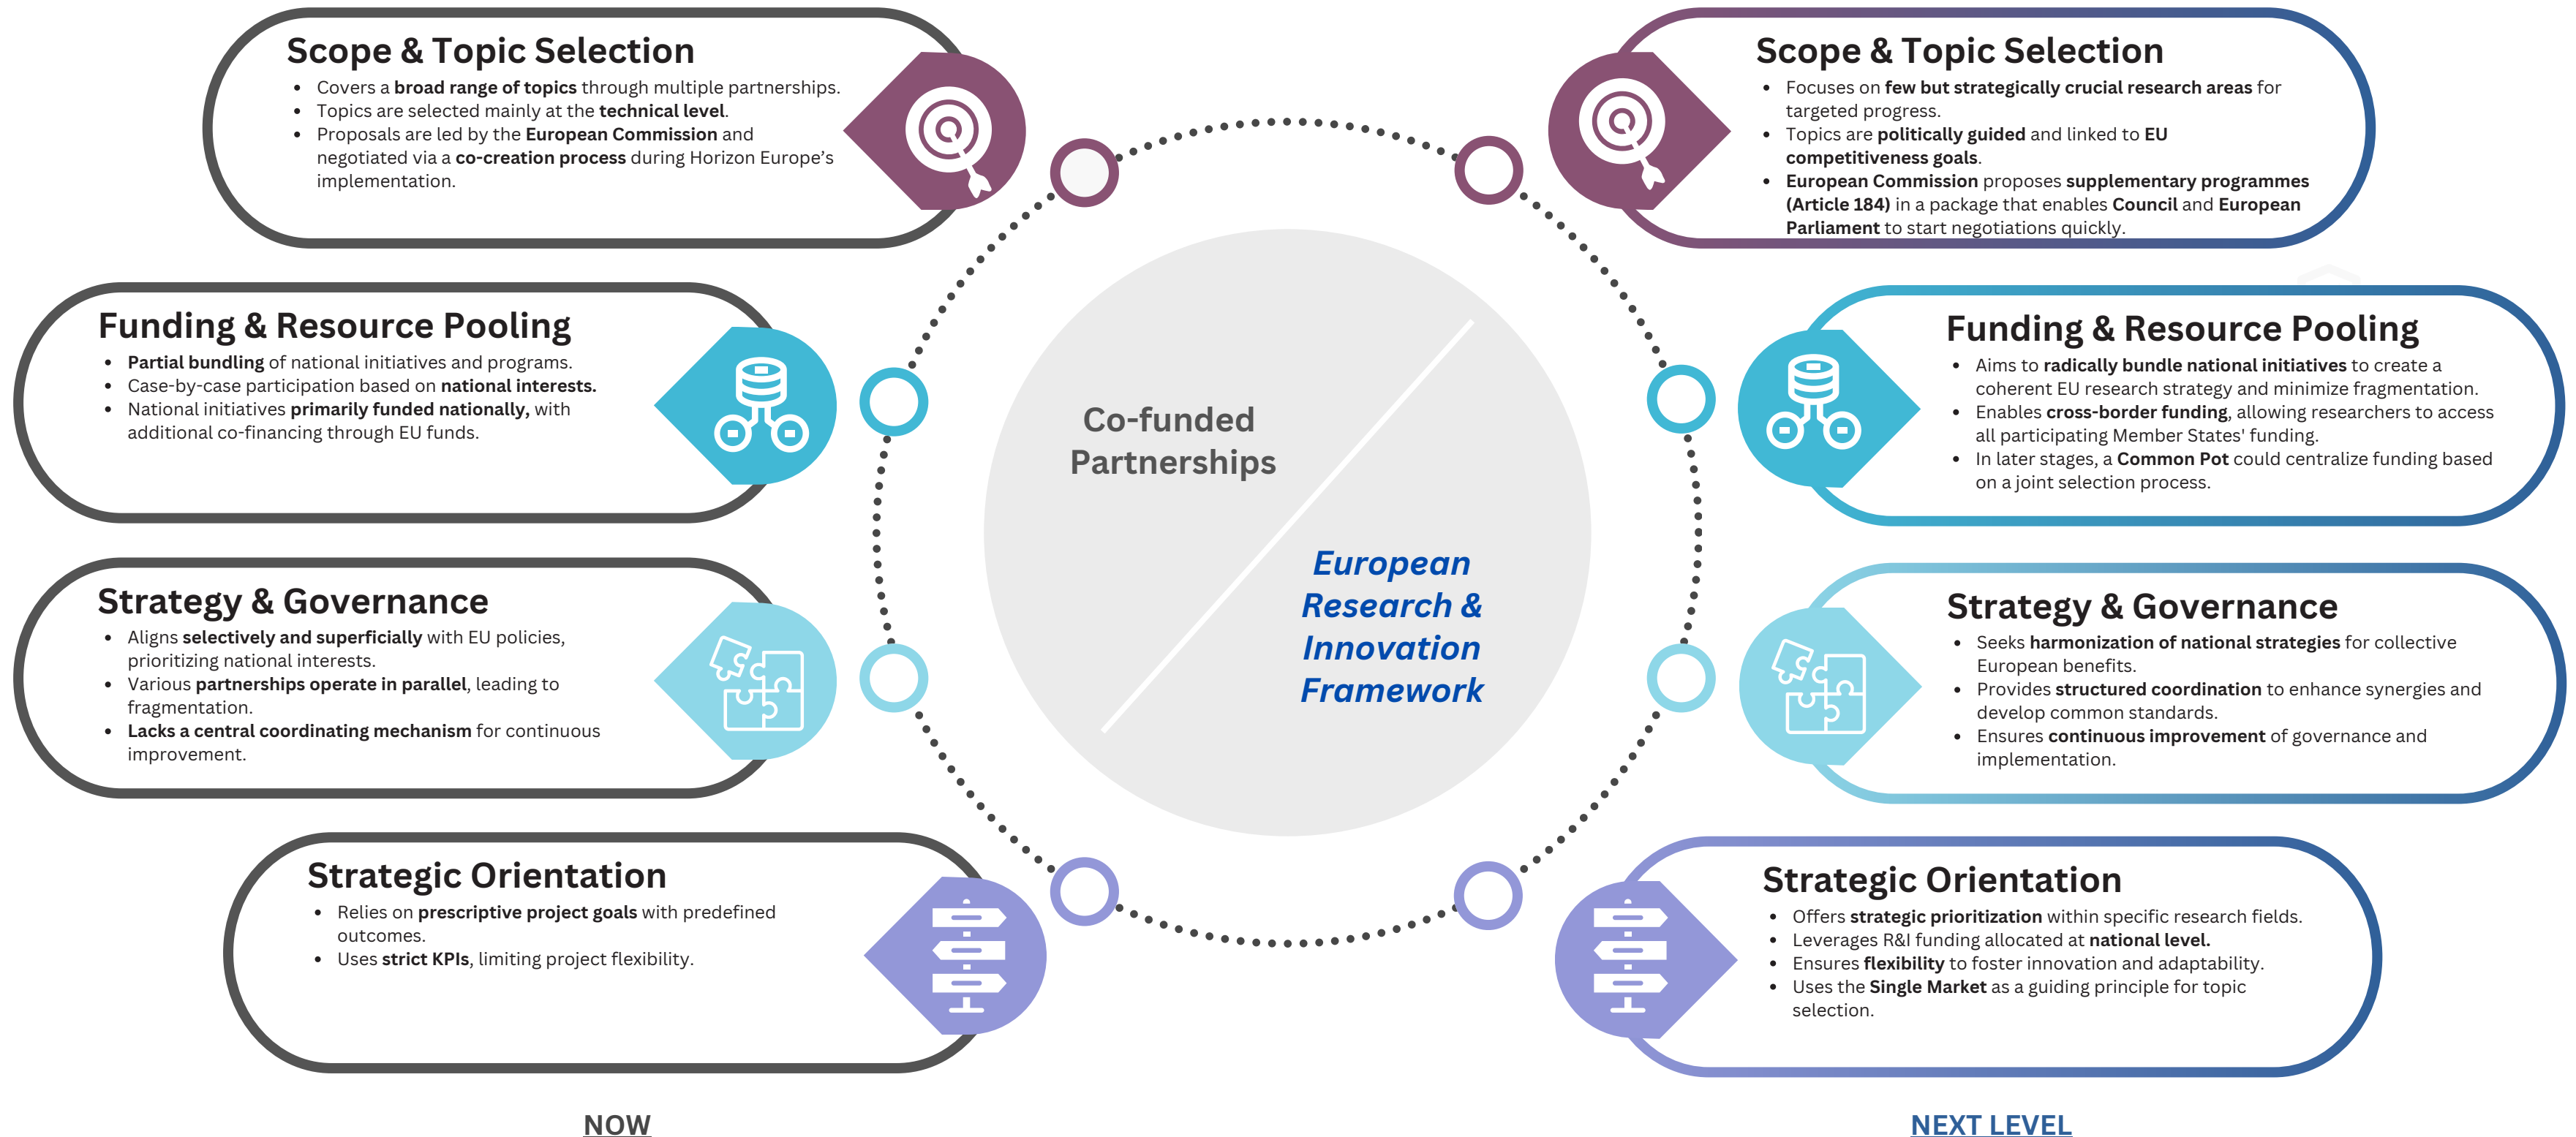 Scope & Topic Selection
• Covers a broad range of topics through multiple partnerships.
• Topics are selected mainly at the technical level.
• Proposals are led by the European Commission and
negotiated via a co-creation process during Horizon Europe's
implementation.
Funding & Resource Pooling
• Partial bundling of national initiatives and programs.
• Case-by-case participation based on national interests.
• National initiatives primarily funded nationally, with
additional co-financing through EU funds.
Strategy & Governance
• Aligns selectively and superficially with EU policies,
prioritizing national interests.
• Various partnerships operate in parallel, leading to
fragmentation.
• Lacks a central coordinating mechanism for continuous
improvement.
Strategic Orientation
• Relies on prescriptive project goals with predefined
outcomes.
• Uses strict KPIs, limiting project flexibility.
NOW
Co-funded
Partnerships
European
Research &
Innovation
Framework
Scope & Topic Selection
• Focuses on few but strategically crucial research areas for
targeted progress.
• Topics are politically guided and linked to EU
competitiveness goals.
• European Commission proposes supplementary programmes
(Article 184) in a package that enables Council and European
Parliament to start negotiations quickly.
Funding & Resource Pooling
• Aims to radically bundle national initiatives to create a
coherent EU research strategy and minimize fragmentation.
• Enables cross-border funding, allowing researchers to access
all participating Member States' funding.
• In later stages, a Common Pot could centralize funding based
on a joint selection process.
Strategy & Governance
• Seeks harmonization of national strategies for collective
European benefits.
• Provides structured coordination to enhance synergies and
develop common standards.
• Ensures continuous improvement of governance and
implementation.
Strategic Orientation
• Offers strategic prioritization within specific research fields.
• Leverages R&I funding allocated at national level.
• Ensures flexibility to foster innovation and adaptability.
• Uses the Single Market as a guiding principle for topic
selection.
NEXT LEVEL